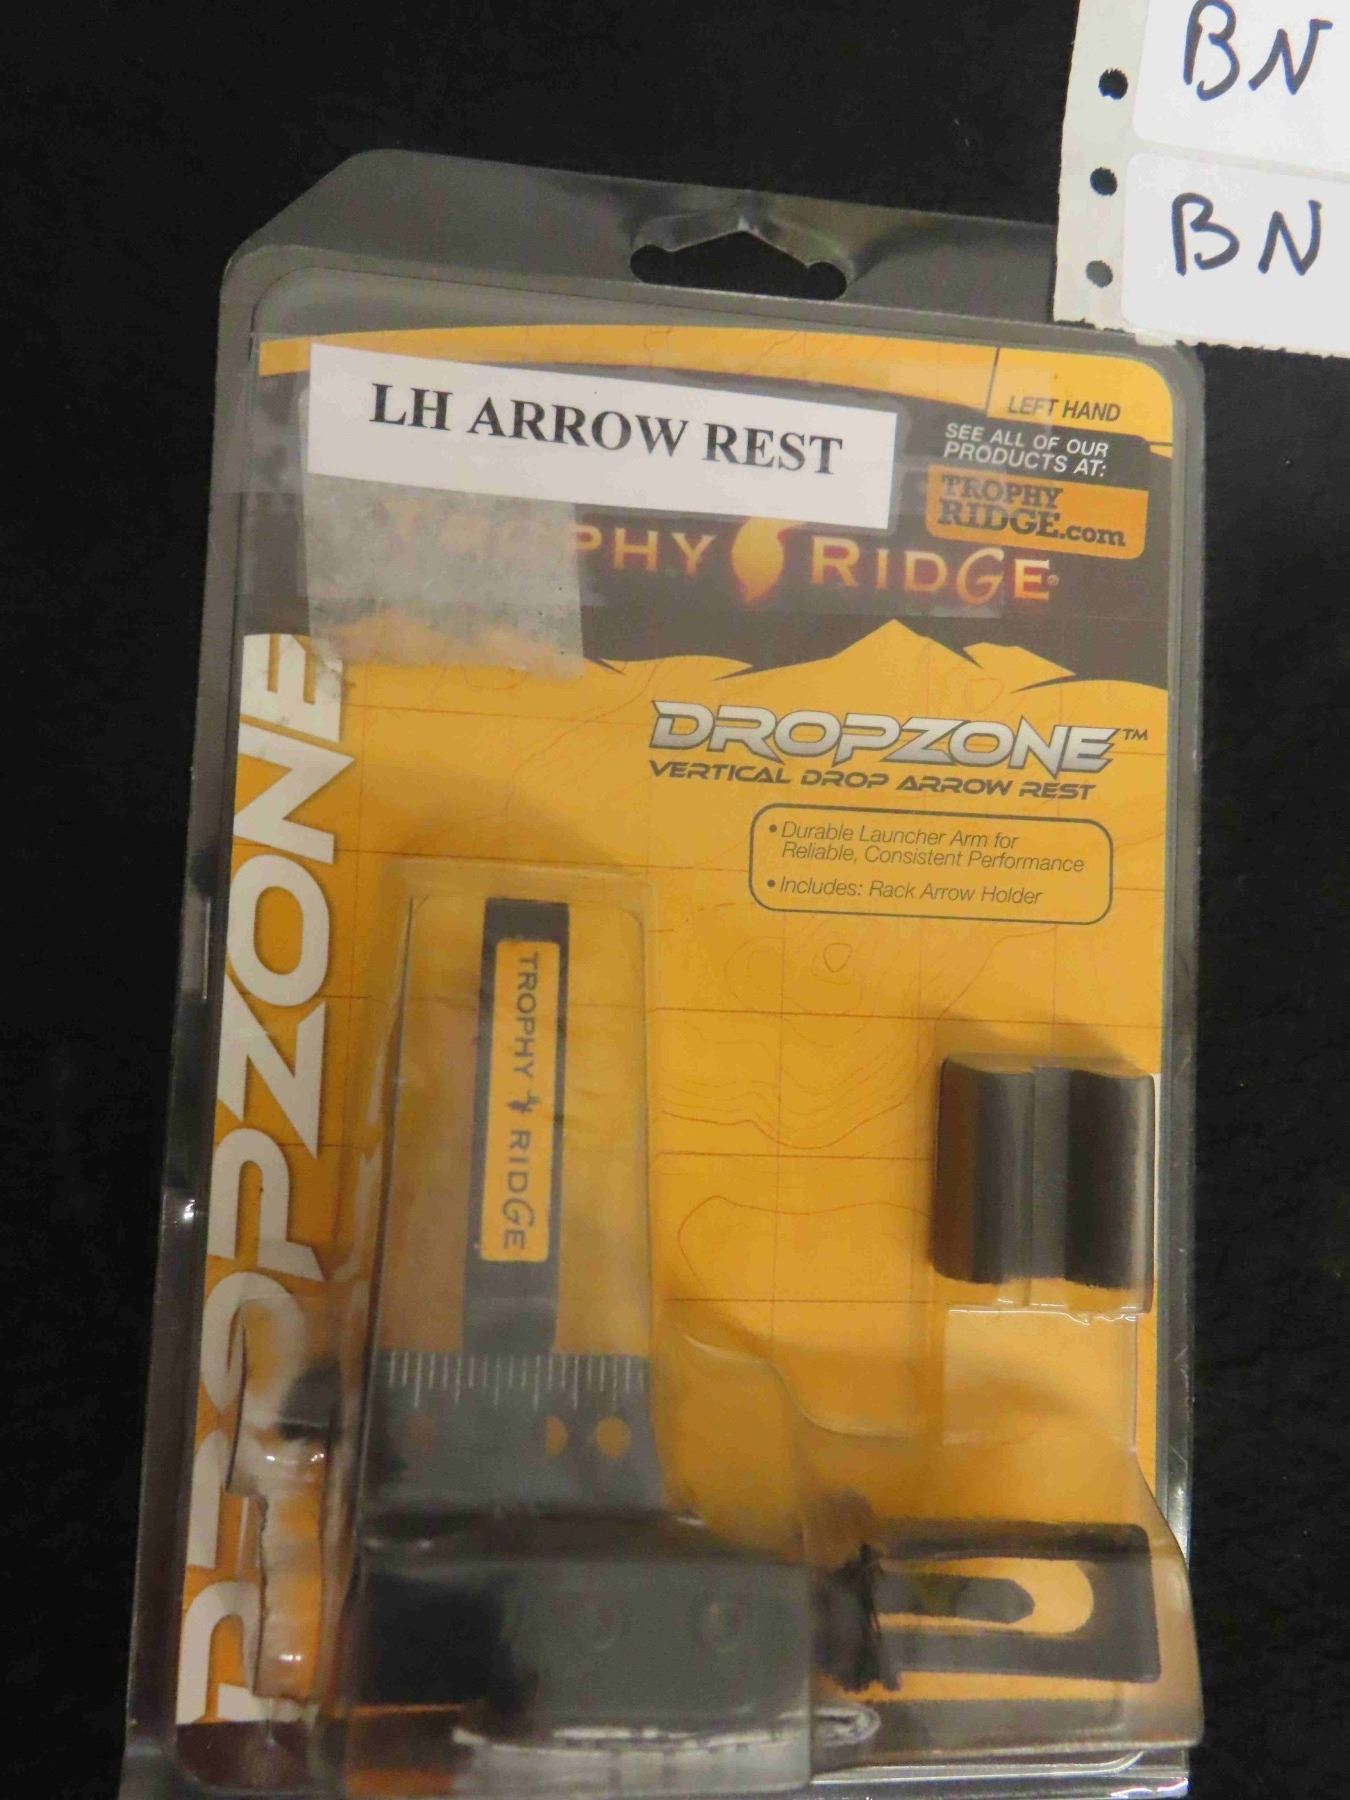 BN
BN
LH ARROW REST
LEFT HAND
SEE ALL OF OUR
PRODUCTS AT:
TROPHY
RIDGE.com
TROPHY RIDGE®
DROPZONE™
VERTICAL DROP ARROW REST
• Durable Launcher Arm for
Reliable, Consistent Performance
• Includes: Rack Arrow Holder
DROPZONE
TROPHY RIDGE